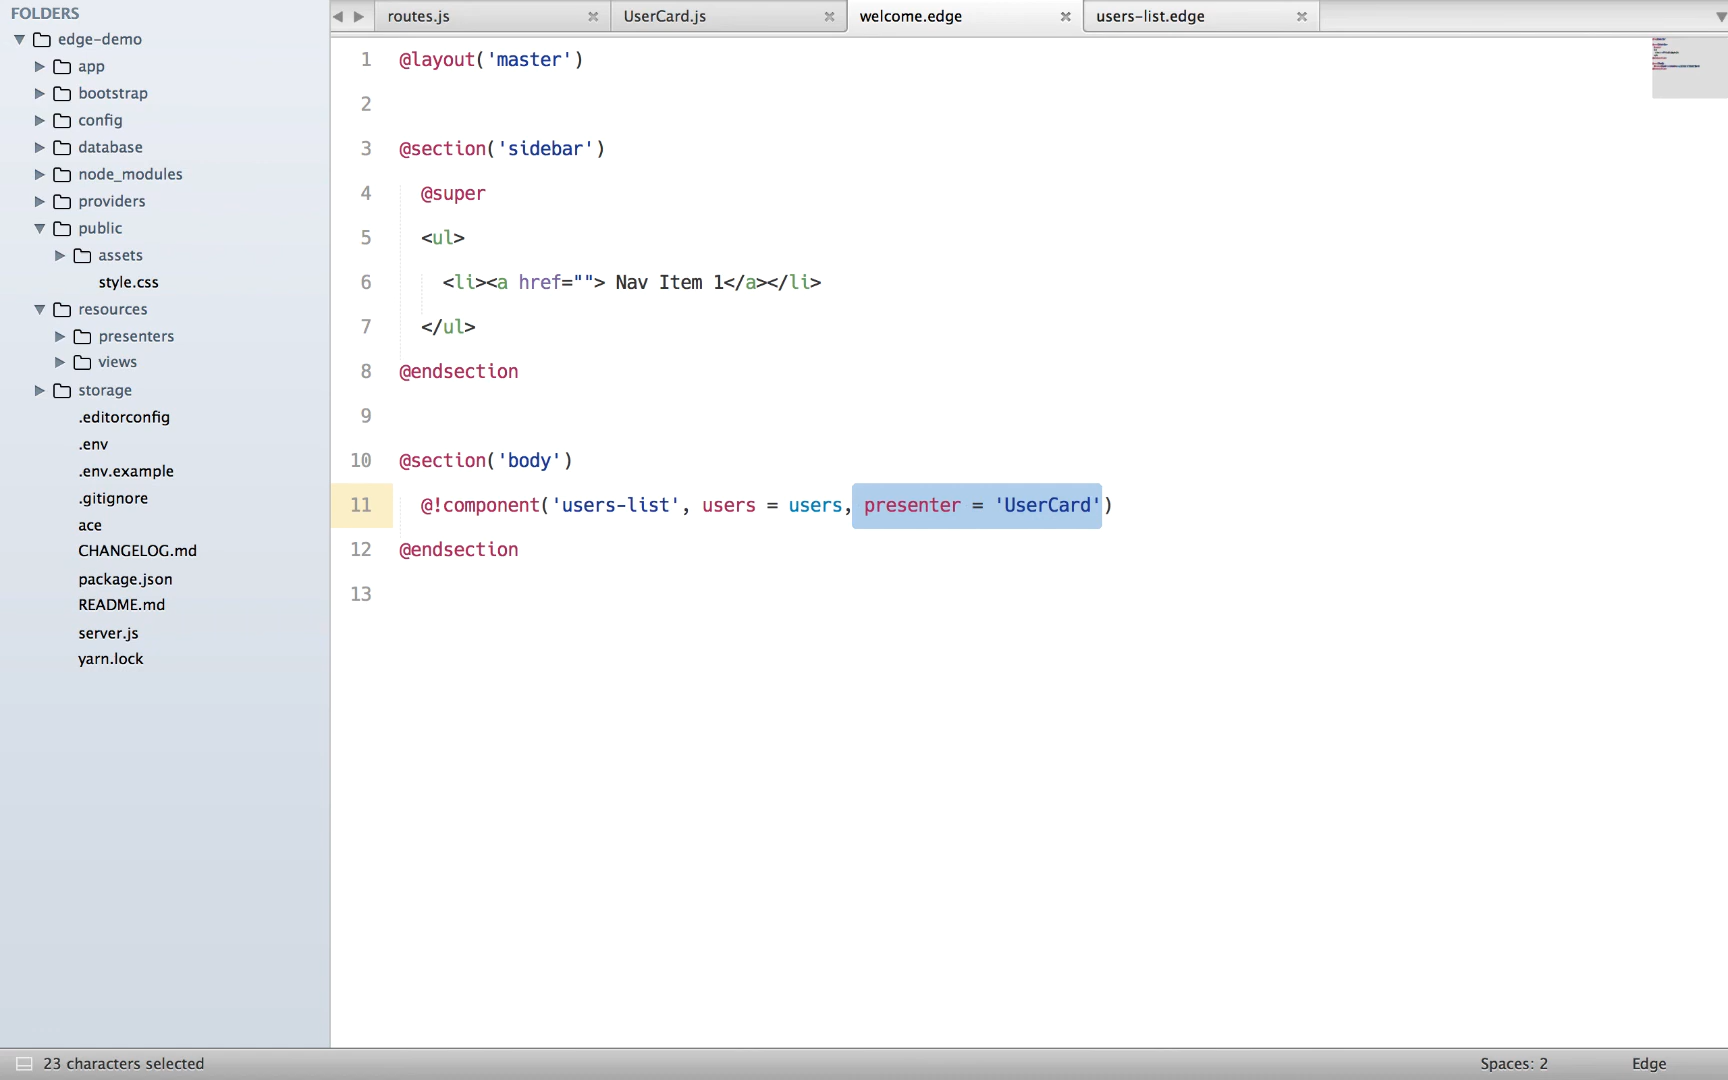 FOLDERS
edge-demo
app
bootstrap
config
database
node_modules
providers
public
assets
style.css
resources
presenters
views
storage
.editorconfig
.env
.env.example
.gitignore
ace
CHANGELOG.md
package.json
README.md
server.js
yarn.lock
routes.js
UserCard.js
welcome.edge
users-list.edge
1 @layout('master')
2
3 @section('sidebar')
4 @super
5 <ul>
6 <li><a href=""> Nav Item 1</a></li>
7 </ul>
8 @endsection
9
10 @section('body')
11 @!component('users-list', users = users, presenter = 'UserCard')
12 @endsection
13
23 characters selected
Spaces: 2
Edge